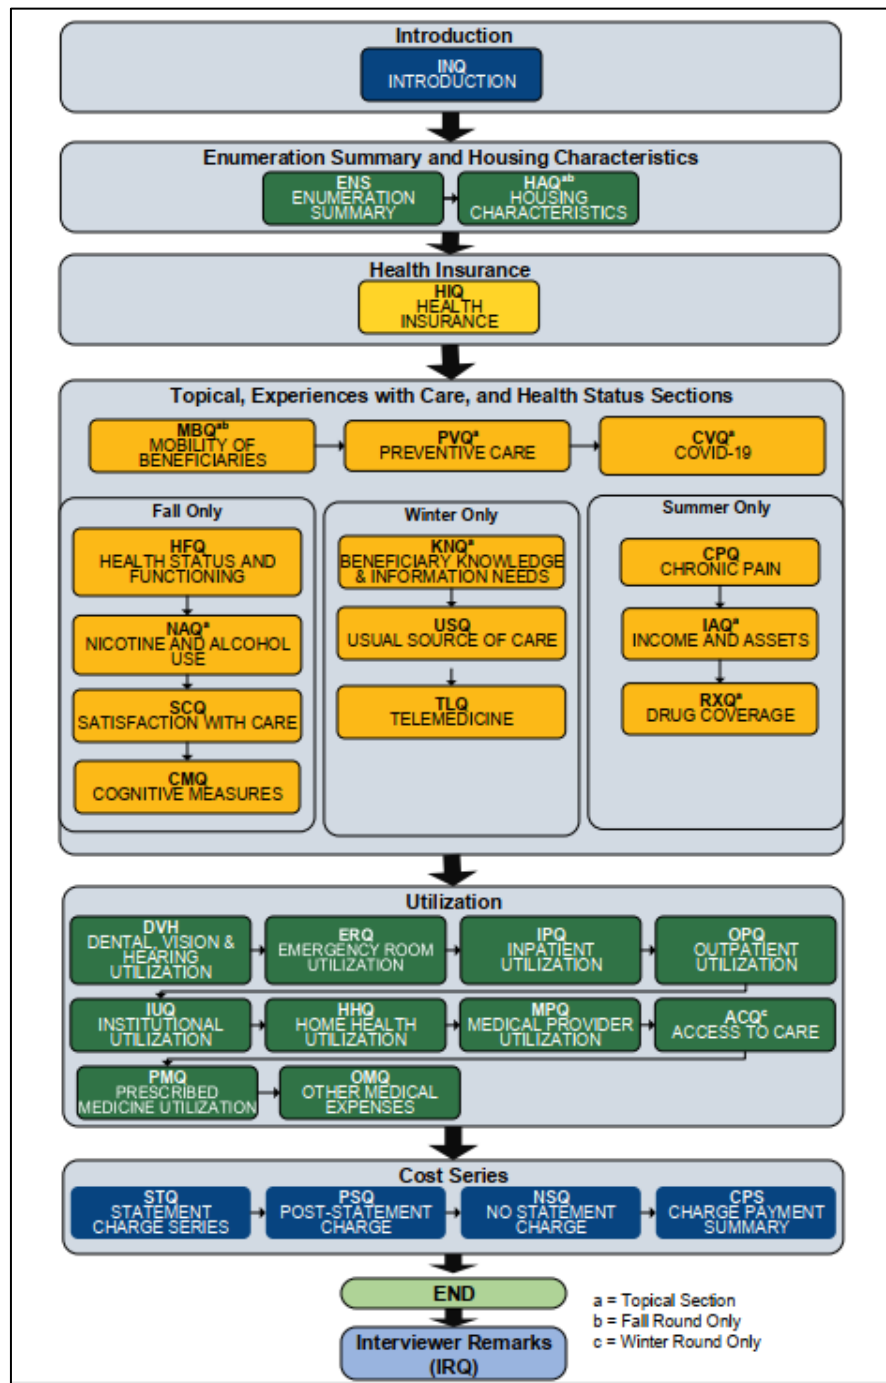 Introduction
INQ
INTRODUCTION
Enumeration Summary and Housing Characteristics
ENS
ENUMERATION
SUMMARY
HAQab
HOUSING
CHARACTERISTICS
Health Insurance
HIQ
HEALTH
INSURANCE
Topical, Experiences with Care, and Health Status Sections
MBQab
MOBILITY OF
BENEFICIARIES
PVQa
PREVENTIVE CARE
CVQa
COVID-19
Fall Only
HFQ
HEALTH STATUS AND
FUNCTIONING
NAQa
NICOTINE AND ALCOHOL
USE
SCQ
SATISFACTION WITH CARE
CMQ
COGNITIVE MEASURES
Winter Only
KNQa
BENEFICIARY KNOWLEDGE
& INFORMATION NEEDS
USQ
USUAL SOURCE OF CARE
TLQ
TELEMEDICINE
Summer Only
CPQ
CHRONIC PAIN
IAQa
INCOME AND ASSETS
RXQa
DRUG COVERAGE
Utilization
DVH
DENTAL, VISION &
HEARING
UTILIZATION
ERQ
EMERGENCY ROOM
UTILIZATION
IPQ
INPATIENT
UTILIZATION
OPQ
OUTPATIENT
UTILIZATION
IUQ
INSTITUTIONAL
UTILIZATION
HHQ
HOME HEALTH
UTILIZATION
MPQ
MEDICAL PROVIDER
UTILIZATION
ACQc
ACCESS TO CARE
PMQ
PRESCRIBED
MEDICINE UTILIZATION
OMQ
OTHER MEDICAL
EXPENSES
Cost Series
STQ
STATEMENT
CHARGE SERIES
PSQ
POST-STATEMENT
CHARGE
NSQ
NO STATEMENT
CHARGE
CPS
CHARGE PAYMENT
SUMMARY
END
Interviewer Remarks
(IRQ)
a = Topical Section
b = Fall Round Only
c = Winter Round Only